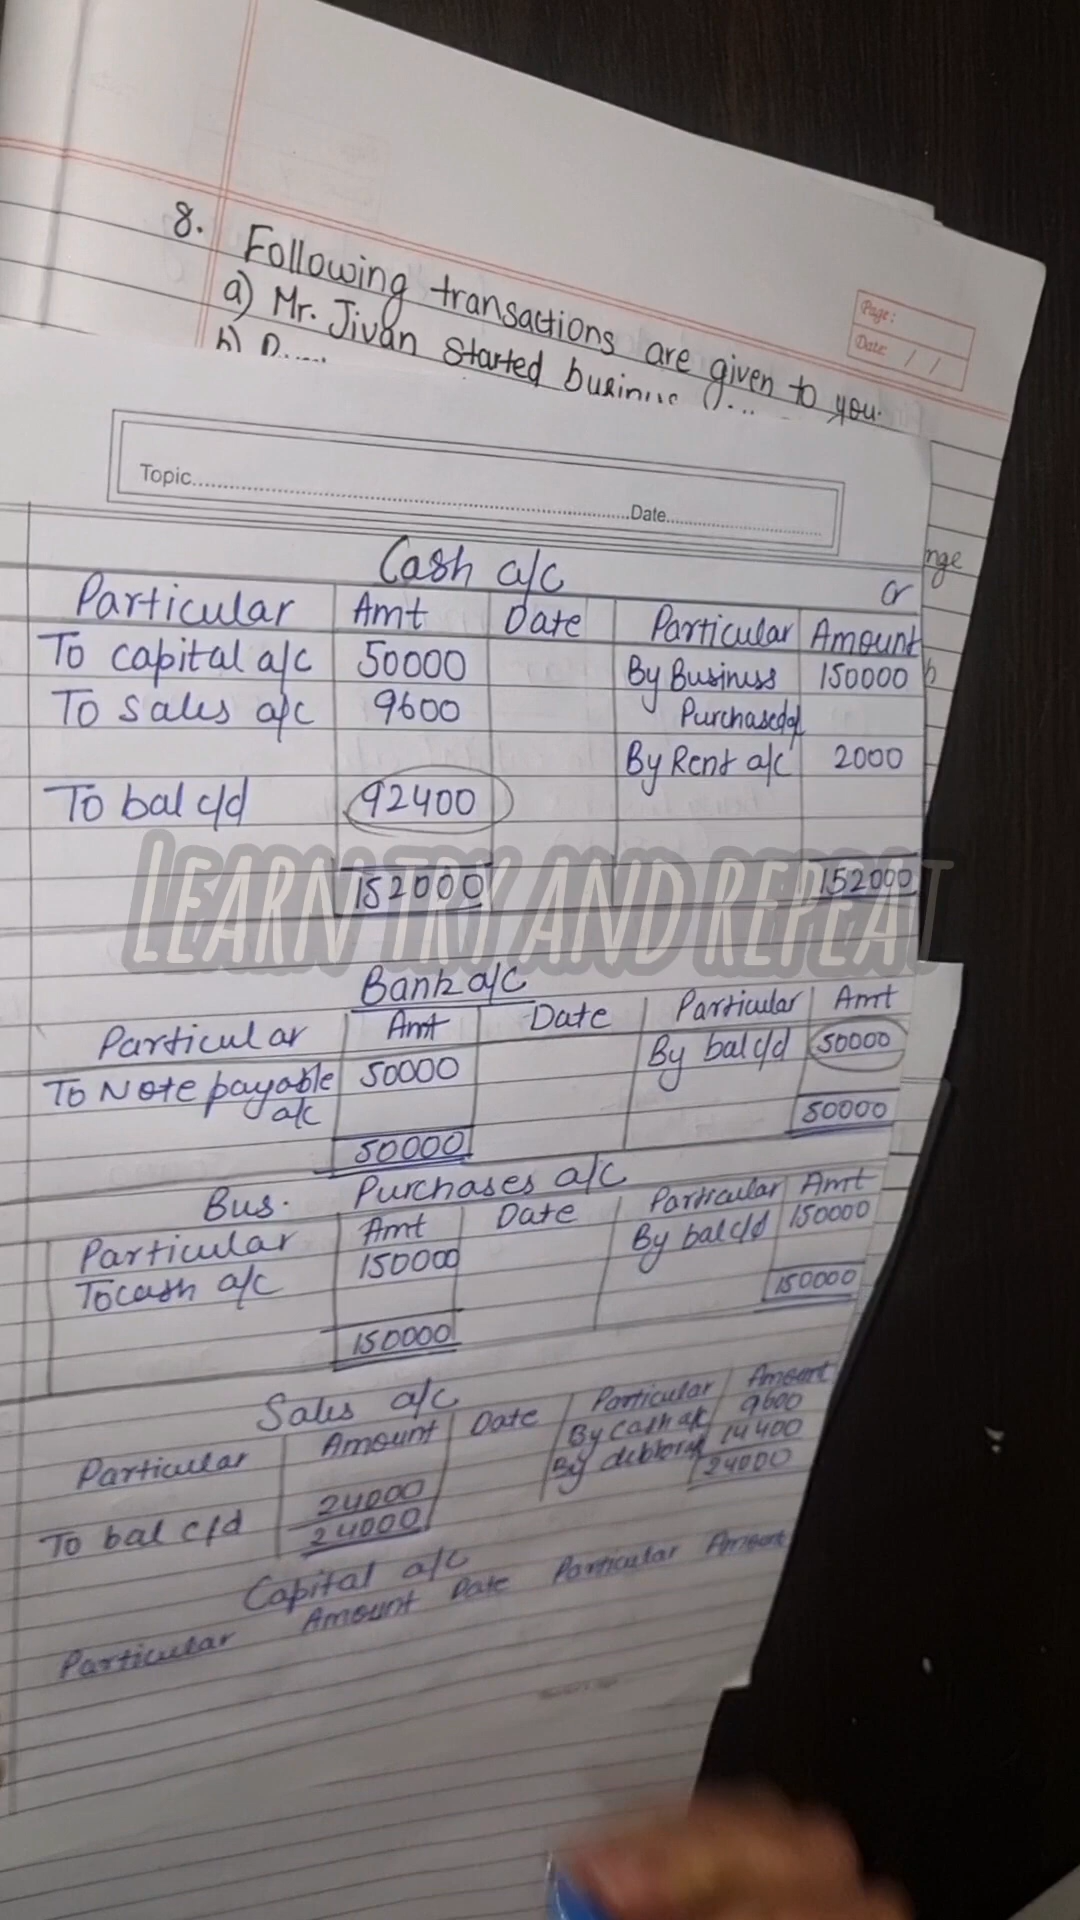 8. Following transactions are given to you.
a) Mr. Jivan started
b)
Page:
Date / /
Topic..........Date..........
nge
Cash a/c
cr
Particular Amt Date Particular Amount
To capital a/c 50000 By Business 150000
To Sales a/c 9600 Purchased a/c
By Rent a/c 2000
To bal c/d 92400
152000 152000
LEARN TRY AND REPEAT
Bank a/c
Particular Amt Date Particular Amt
To Note payable a/c 50000 By bal c/d 50000
50000 50000
Bus. Purchases a/c
Particular Amt Date Particular Amt
To cash a/c 150000 By bal c/d 150000
150000 150000
Sales a/c
Particular Amount Date Particular Amount
By Cash a/c 9600
By debtors 14400
To bal c/d 24000 24000
24000
Capital a/c
Particular Amount Date Particular Amount